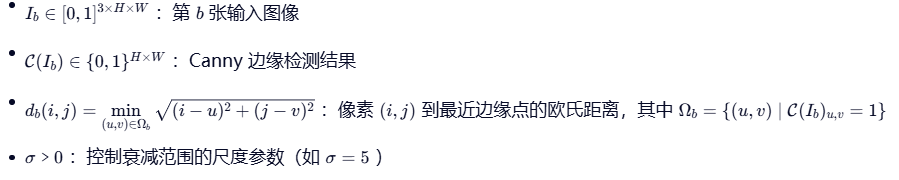 • I_b ∈ [0, 1]^{3×H×W} ：第 b 张输入图像
• 𝒞(I_b) ∈ {0, 1}^{H×W} ：Canny 边缘检测结果
• d_b(i, j) = min_{(u,v)∈Ω_b} √((i − u)² + (j − v)²) ：像素 (i, j) 到最近边缘点的欧氏距离，其中 Ω_b = {(u, v) | 𝒞(I_b)_{u,v} = 1}
• σ > 0 ：控制衰减范围的尺度参数（如 σ = 5 ）